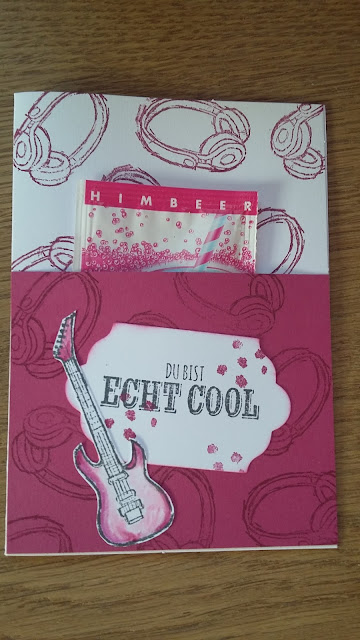 HIMBEER
DU BIST
ECHT COOL